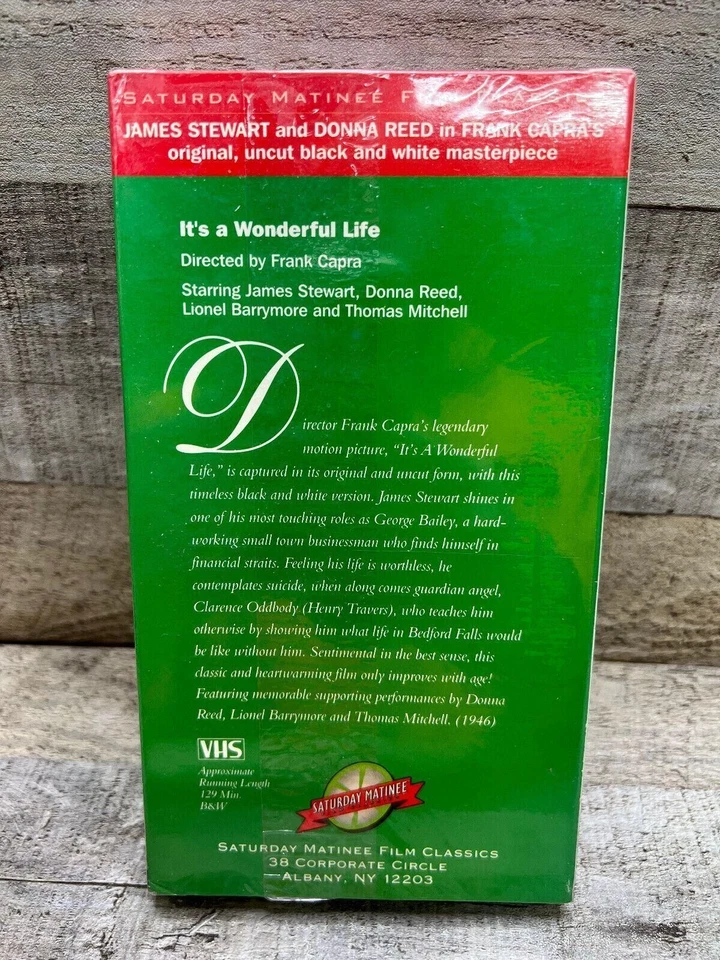 SATURDAY MATINEE FILM CLASSICS
JAMES STEWART and DONNA REED in FRANK CAPRA'S
original, uncut black and white masterpiece
It's a Wonderful Life
Directed by Frank Capra
Starring James Stewart, Donna Reed,
Lionel Barrymore and Thomas Mitchell
Director Frank Capra's legendary
motion picture, “It's A Wonderful
Life,” is captured in its original and uncut form, with this
timeless black and white version. James Stewart shines in
one of his most touching roles as George Bailey, a hard-
working small town businessman who finds himself in
financial straits. Feeling his life is worthless, he
contemplates suicide, when along comes guardian angel,
Clarence Oddbody (Henry Travers), who teaches him
otherwise by showing him what life in Bedford Falls would
be like without him. Sentimental in the best sense, this
classic and heartwarming film only improves with age!
Featuring memorable supporting performances by Donna
Reed, Lionel Barrymore and Thomas Mitchell. (1946)
VHS
Approximate
Running Length
129 Min.
B&W
SATURDAY MATINEE
SATURDAY MATINEE FILM CLASSICS
38 CORPORATE CIRCLE
ALBANY, NY 12203